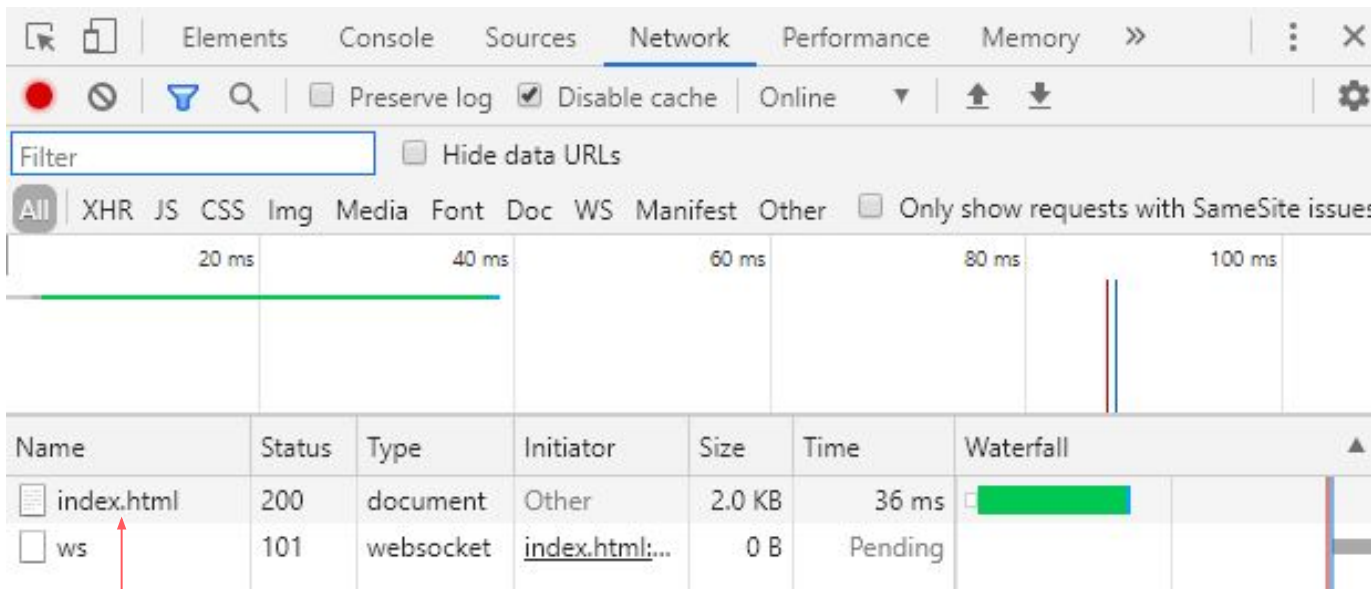 Elements Console Sources Network Performance Memory »
Preserve log Disable cache Online
Filter Hide data URLs
All XHR JS CSS Img Media Font Doc WS Manifest Other Only show requests with SameSite issues
20 ms 40 ms 60 ms 80 ms 100 ms
Name Status Type Initiator Size Time Waterfall
index.html 200 document Other 2.0 KB 36 ms
ws 101 websocket index.html:... 0 B Pending